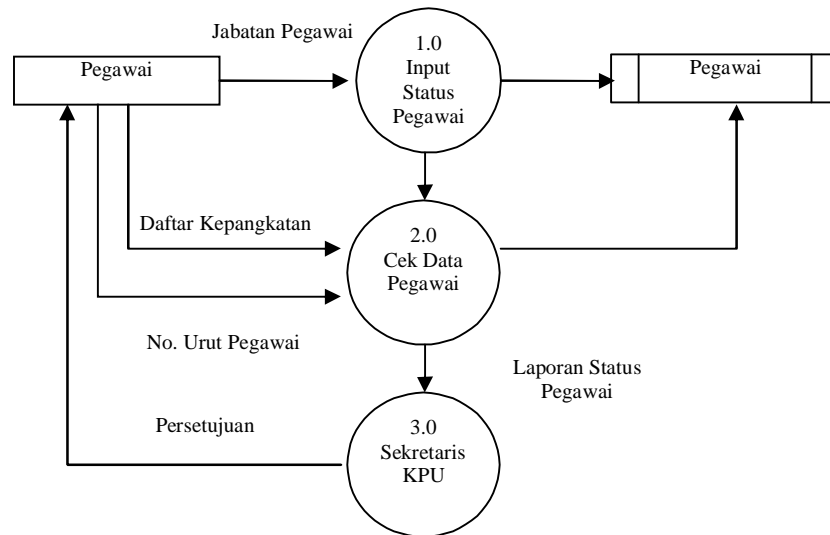 Jabatan Pegawai
Pegawai
1.0
Input
Status
Pegawai
Pegawai
Daftar Kepangkatan
2.0
Cek Data
Pegawai
No. Urut Pegawai
Laporan Status
Pegawai
Persetujuan
3.0
Sekretaris
KPU